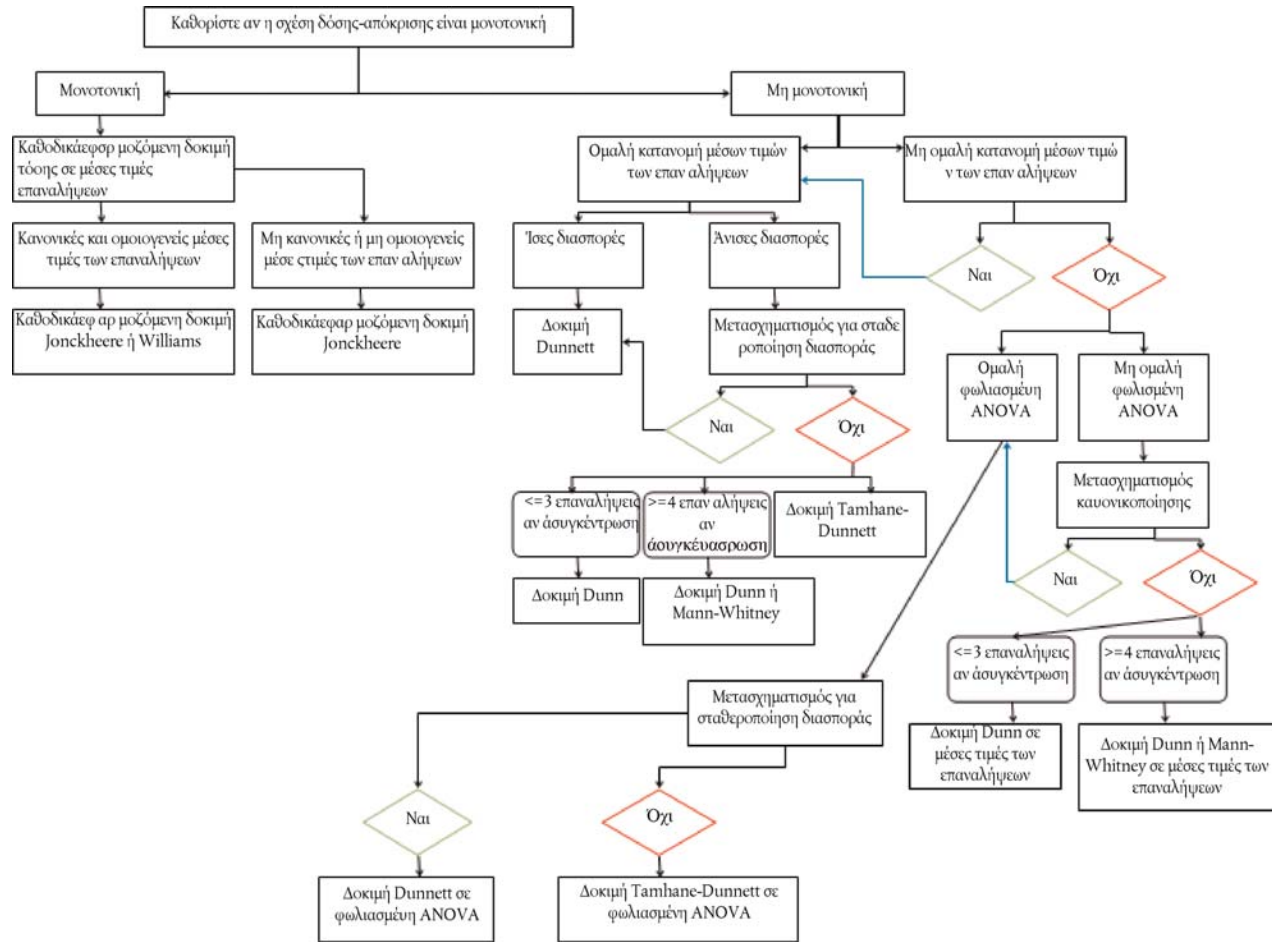 Καθορίστε αν η σχέση δόσης-απόκρισης είναι μονοτονική
Μονοτονική
Μη μονοτονική
Καθοδικάεφσρ μοζόμενη δοκιμή
τόοης σε μέσες τιμές
επαναλήψεων
Ομαλή κατανομή μέσων τιμών
των επαν αλήψεων
Μη ομαλή κατανομή μέσων τιμώ
ν των επαν αλήψεων
Κανονικές και ομοιογενείς μέσες
τιμές των επαναλήψεων
Μη κανονικές ή μη ομοιογενείς
μέσε ςτιμές των επαν αλήψεων
Ίσες διασπορές
Άνισες διασπορές
Ναι
Όχι
Καθοδικάεφ αρ μοζόμενη δοκιμή
Jonckheere ή Williams
Καθοδικάεφαρ μοζόμενη δοκιμή
Jonckheere
Δοκιμή
Dunnett
Μετασχηματισμός για σταδε
ροποίηση διασποράς
Ομαλή
φωλιασμένη
ANOVA
Μη ομαλή
φωλισμένη
ANOVA
Ναι
Όχι
Μετασχηματισμός
καυονικοποίησης
<=3 επαναλήψεις
αν άσυγκέντρωση
>=4 επαν αλήψεις
αν
άσυγκέυασρωση
Δοκιμή Tamhane-
Dunnett
Ναι
Όχι
Δοκιμή Dunn
Δοκιμή Dunn ή
Mann-Whitney
<=3 επαναλήψεις
αν άσυγκέντρωση
>=4 επαναλήψεις
αν άσυγκέντρωση
Μετασχηματισμός για
σταθεροποίηση διασποράς
Δοκιμή Dunn σε
μέσες τιμές των
επαναλήψεων
Δοκιμή Dunn ή Mann-
Whitney σε μέσες τιμές των
επαναλήψεων
Ναι
Όχι
Δοκιμή Dunnett σε
φωλιασμένη ANOVA
Δοκιμή Tamhane-Dunnett σε
φωλιασμένη ANOVA